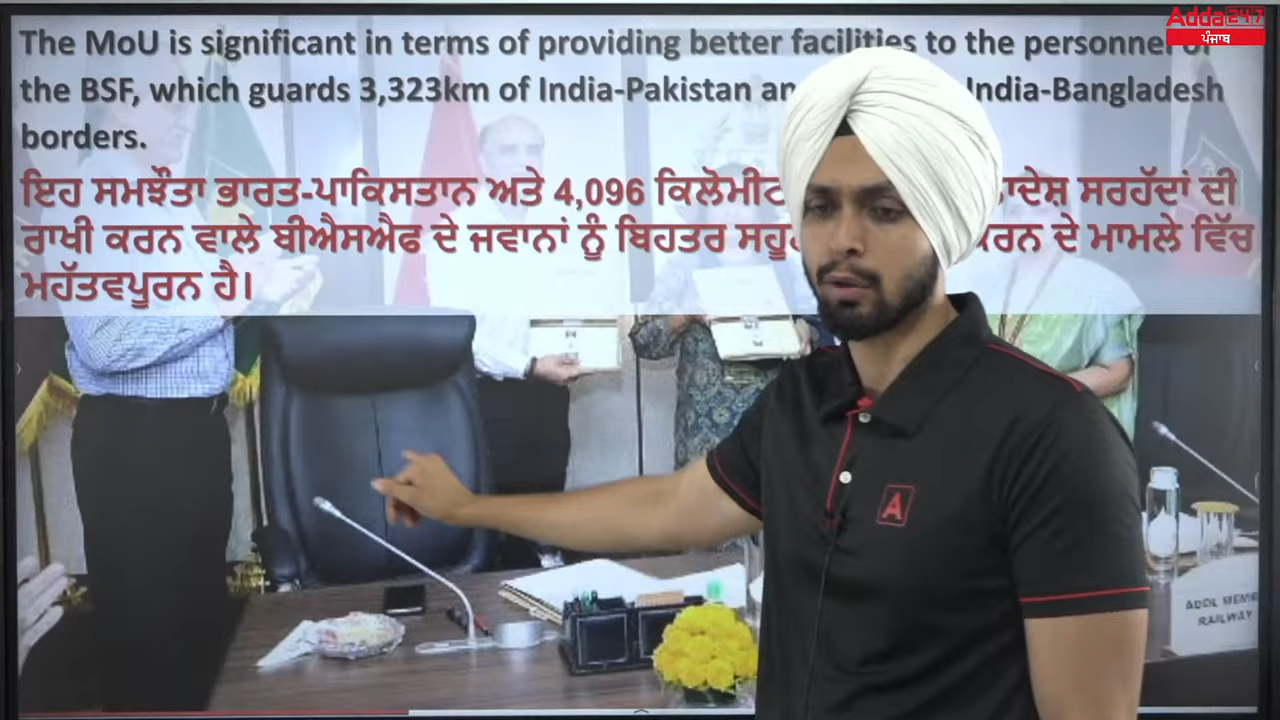 Adda247
ਪੰਜਾਬ
The MoU is significant in terms of providing better facilities to the personnel of
the BSF, which guards 3,323km of India-Pakistan India-Bangladesh
borders.
ਇਹ ਸਮਝੌਤਾ ਭਾਰਤ-ਪਾਕਿਸਤਾਨ ਅਤੇ 4,096 ਸਰਹੱਦਾਂ ਦੀ
ਰਾਖੀ ਕਰਨ ਵਾਲੇ ਬੀਐਸਐਫ ਦੇ ਜਵਾਨਾਂ ਨੂੰ ਬਿਹਤਰ ਕਰਨ ਦੇ ਮਾਮਲੇ ਵਿੱਚ
ਮਹੱਤਵਪੂਰਨ ਹੈ।
A
ADDL MEMB
RAILWAY